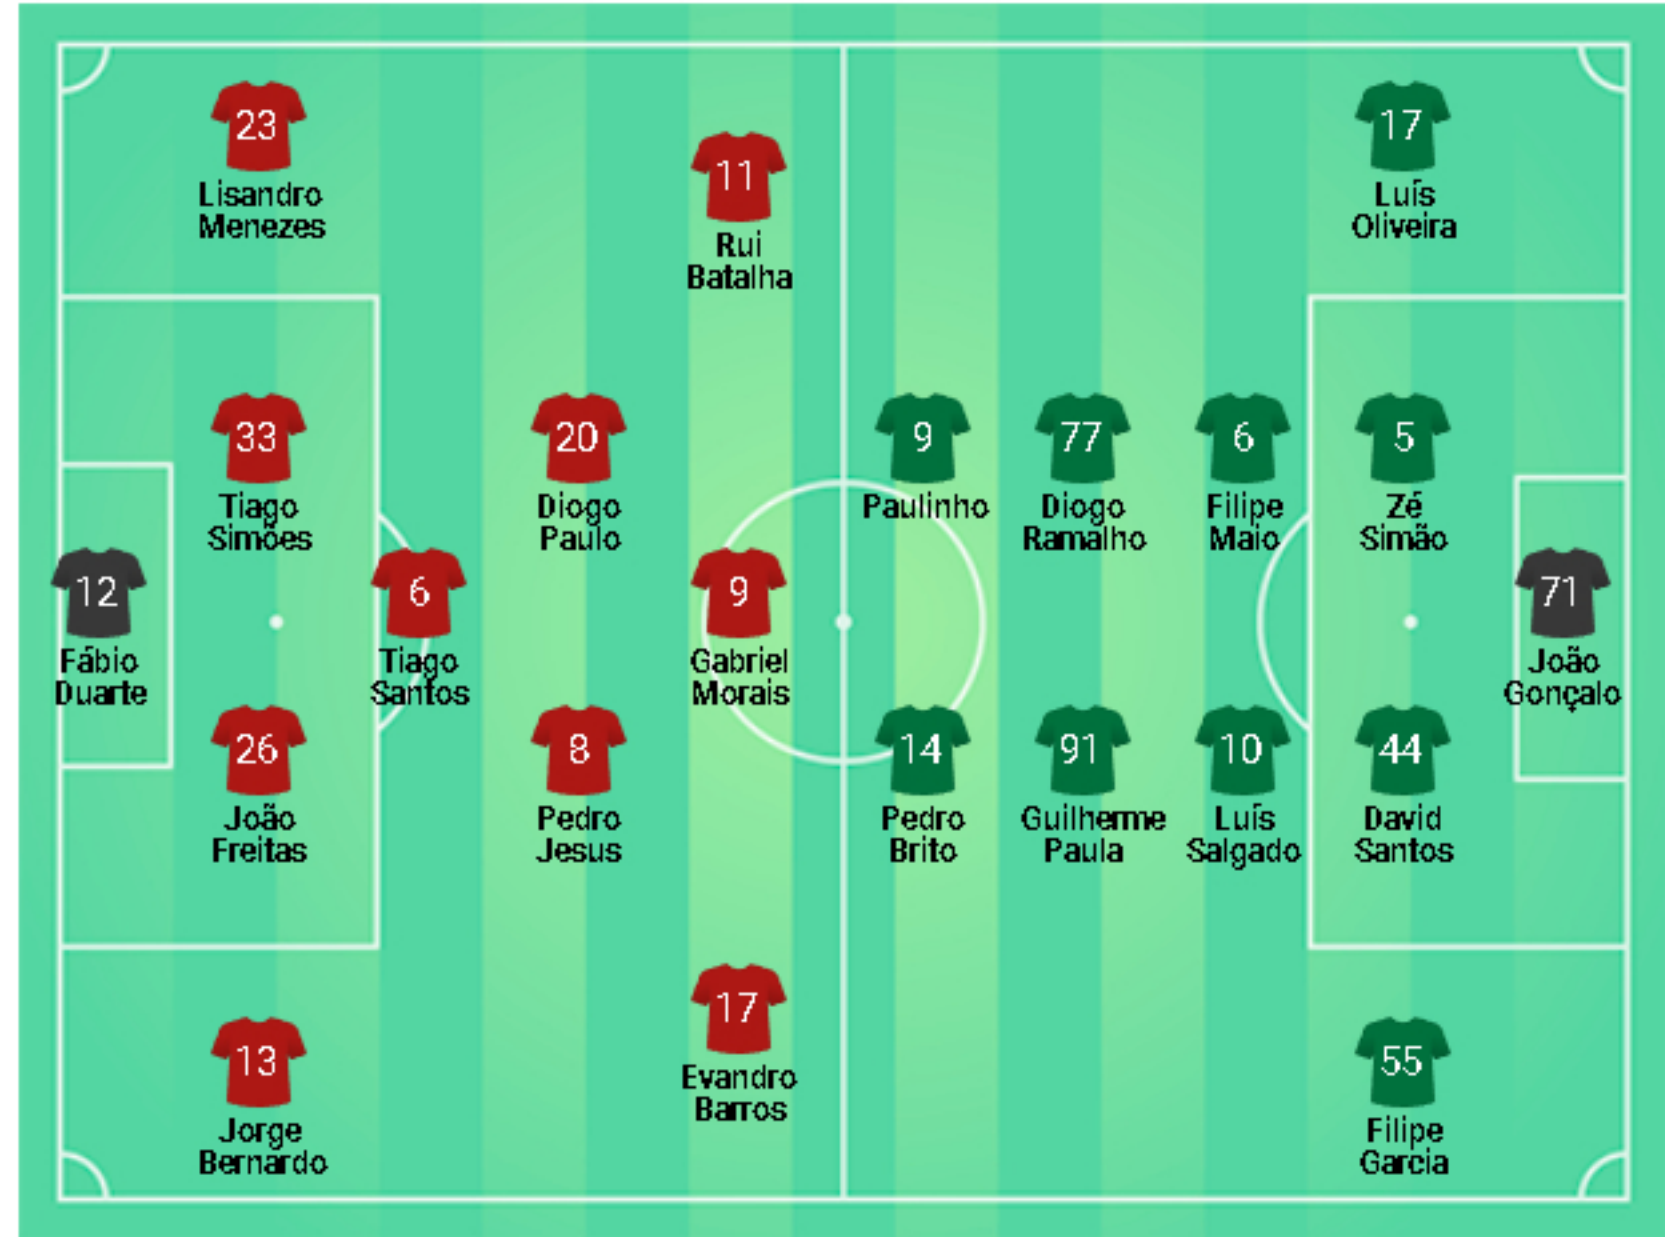 23
Lisandro
Menezes
11
Rui
Batalha
17
Luís
Oliveira
33
Tiago
Simões
20
Diogo
Paulo
9
Paulinho
77
Diogo
Ramalho
6
Filipe
Maio
5
Zé
Simão
12
Fábio
Duarte
6
Tiago
Santos
9
Gabriel
Morais
71
João
Gonçalo
26
João
Freitas
8
Pedro
Jesus
14
Pedro
Brito
91
Guilherme
Paula
10
Luís
Salgado
44
David
Santos
17
Evandro
Barros
13
Jorge
Bernardo
55
Filipe
Garcia